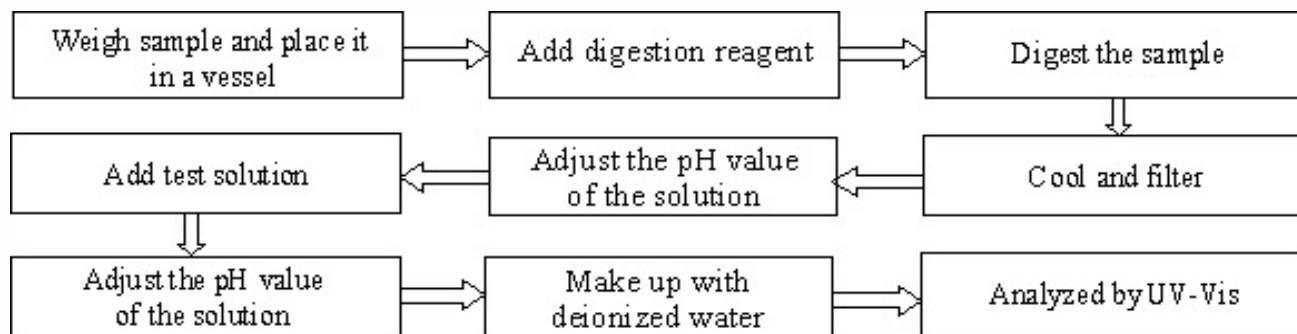 Weigh sample and place it
in a vessel
Add digestion reagent
Digest the sample
Cool and filter
Adjust the pH value
of the solution
Add test solution
Adjust the pH value
of the solution
Make up with
deionized water
Analyzed by UV-Vis